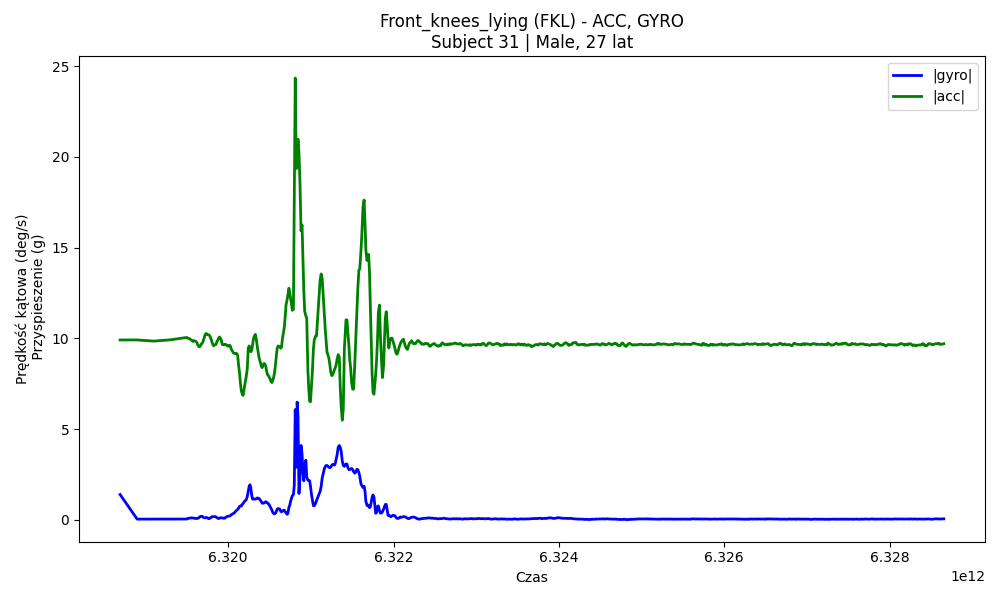 Front_knees_lying (FKL) - ACC, GYRO
Subject 31 | Male, 27 lat
|gyro|
|acc|
Prędkość kątowa (deg/s)
Przyspieszenie (g)
25
20
15
10
5
0
6.320
6.322
6.324
6.326
6.328
1e12
Czas